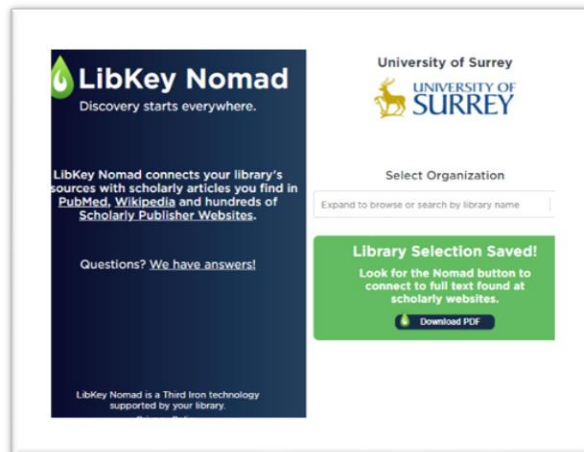 LibKey Nomad
Discovery starts everywhere.
LibKey Nomad connects your library's
sources with scholarly articles you find in
PubMed, Wikipedia and hundreds of
Scholarly Publisher Websites.
Questions? We have answers!
LibKey Nomad is a Third Iron technology
supported by your library.
University of Surrey
UNIVERSITY OF
SURREY
Select Organization
Expand to browse or search by library name
Library Selection Saved!
Look for the Nomad button to
connect to full text found at
scholarly websites.
Download PDF